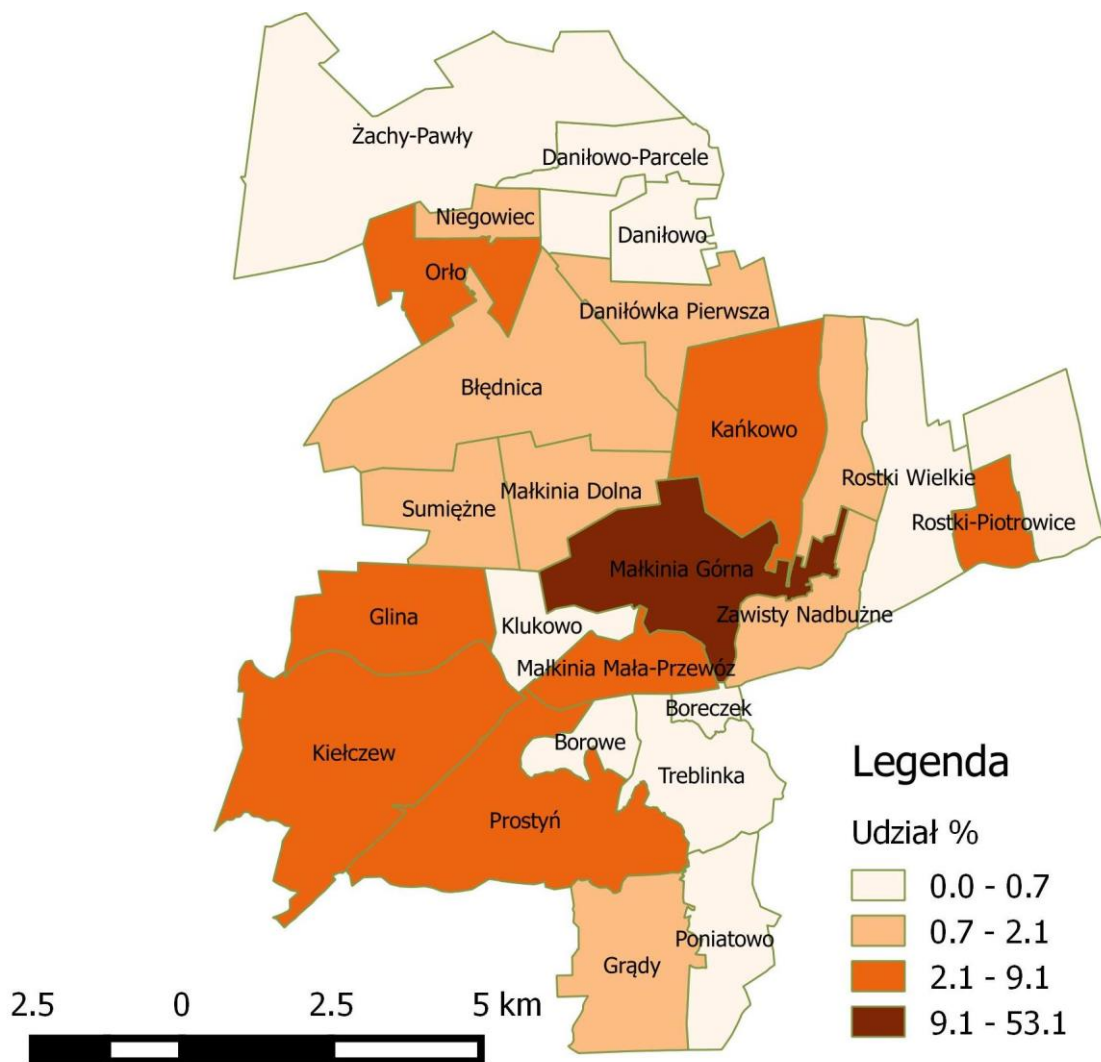 Żachy-Pawły
Daniłowo-Parcele
Niegowiec
Daniłowo
Orło
Daniłówka Pierwsza
Błędnica
Kańkowo
Rostki Wielkie
Sumiężne
Małkinia Dolna
Rostki-Piotrowice
Małkinia Górna
Glina
Klukowo
Zawisty Nadbużne
Małkinia Mała-Przewóz
Boreczek
Kiełczew
Borowe
Treblinka
Prostyń
Poniatowo
Grądy
Legenda
Udział %
0.0 - 0.7
0.7 - 2.1
2.1 - 9.1
9.1 - 53.1
2.5 0 2.5 5 km